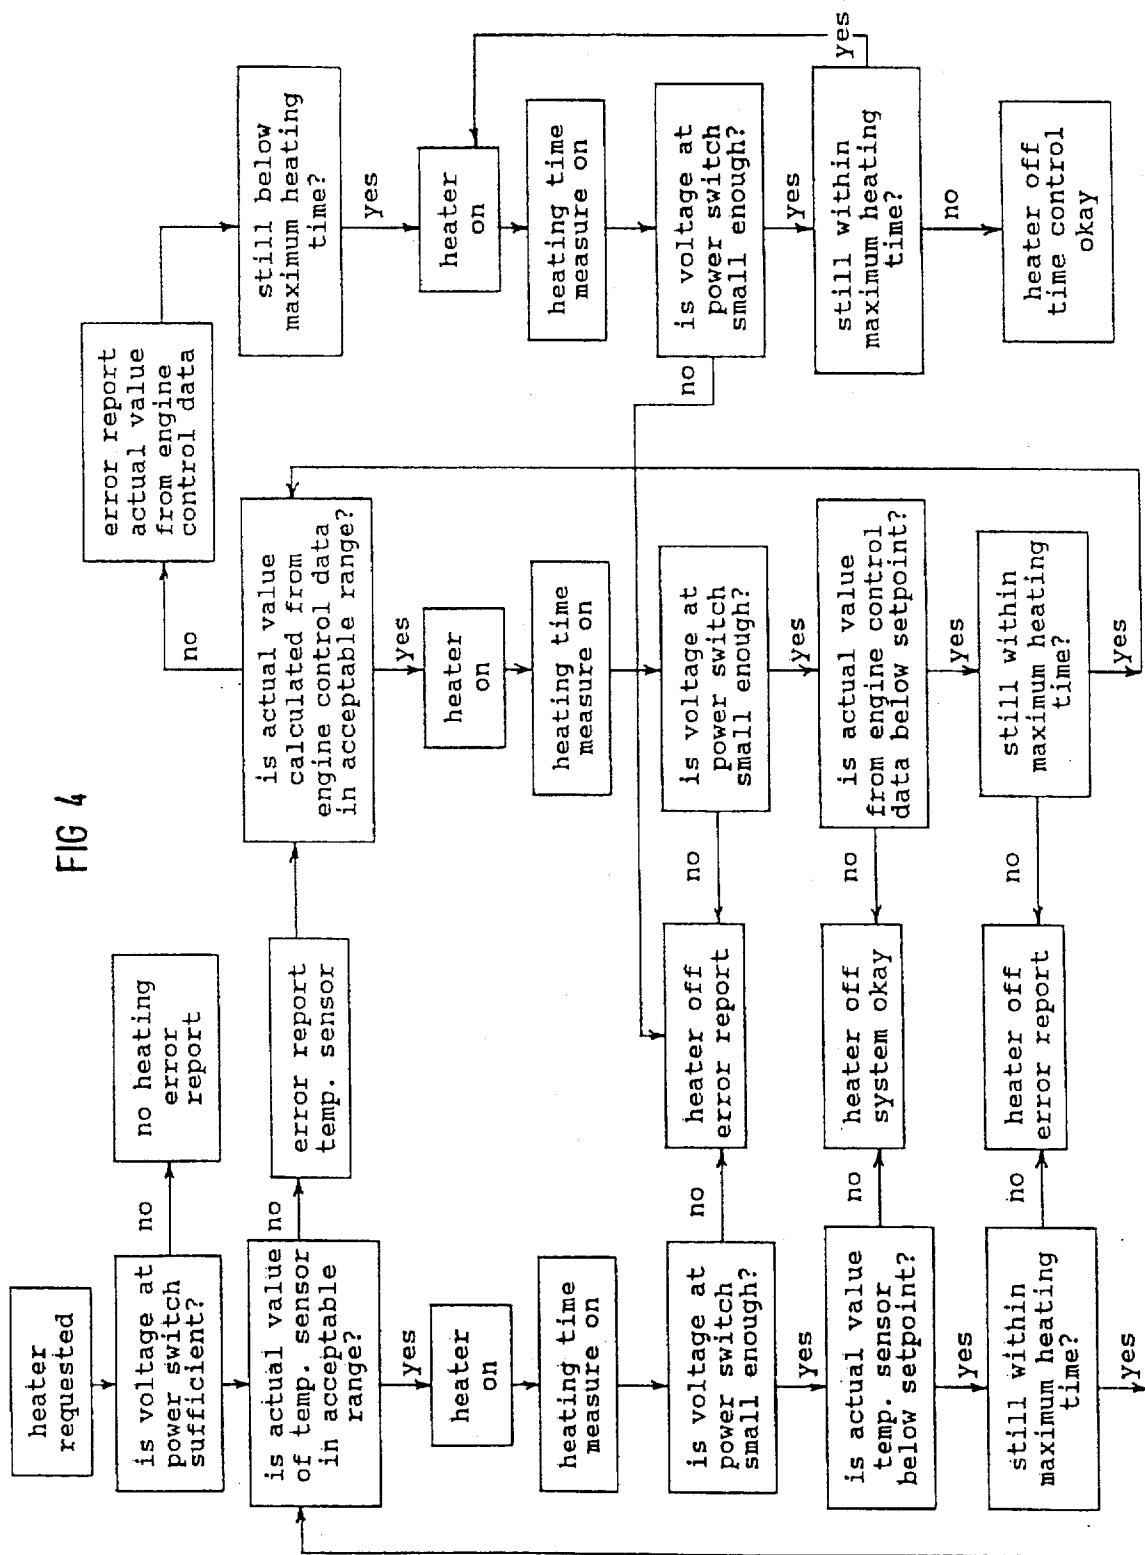 FIG 4
heater
requested
is voltage at
power switch
sufficient?
no
no heating
error
report
is actual value
of temp. sensor
in acceptable
range?
no
error report
temp. sensor
yes
heater
on
heating time
measure on
is voltage at
power switch
small enough?
no
heater off
error report
yes
is actual value
temp. sensor
below setpoint?
no
heater off
system okay
yes
still within
maximum heating
time?
no
heater off
error report
yes
is actual value
calculated from
engine control data
in acceptable range?
no
error report
actual value
from engine
control data
yes
heater
on
heating time
measure on
is voltage at
power switch
small enough?
no
yes
is actual value
from engine control
data below setpoint?
no
yes
still within
maximum heating
time?
no
yes
still below
maximum heating
time?
yes
heater
on
heating time
measure on
is voltage at
power switch
small enough?
no
yes
still within
maximum heating
time?
yes
no
heater off
time control
okay